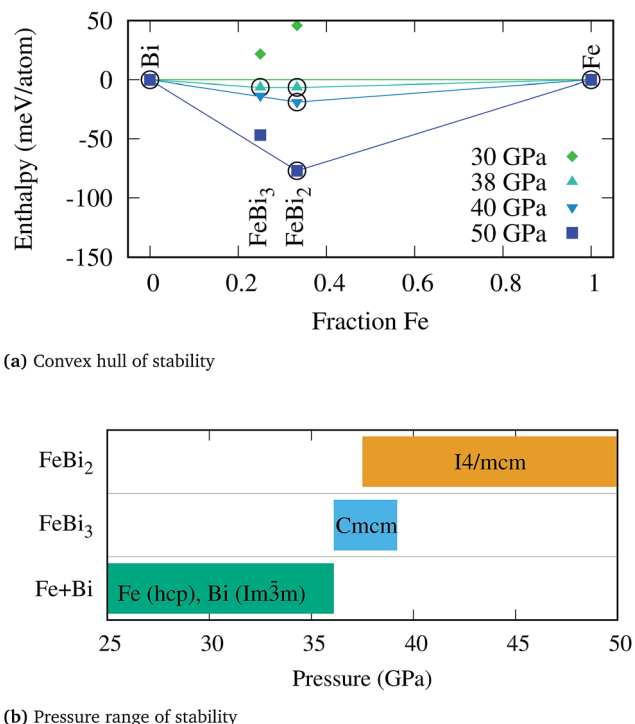 50
0
-50
-100
-150
Enthalpy (meV/atom)
Bi
Fe
FeBi₃
FeBi₂
30 GPa
38 GPa
40 GPa
50 GPa
0 0.2 0.4 0.6 0.8 1
Fraction Fe
(a) Convex hull of stability
FeBi₂
I4/mcm
FeBi₃
Cmcm
Fe+Bi
Fe (hcp), Bi (Im3̄m)
25 30 35 40 45 50
Pressure (GPa)
(b) Pressure range of stability